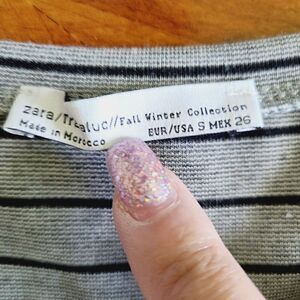 zara/Trafaluc//Fall Winter Collection
Made in Morocco EUR/USA S MEX 26